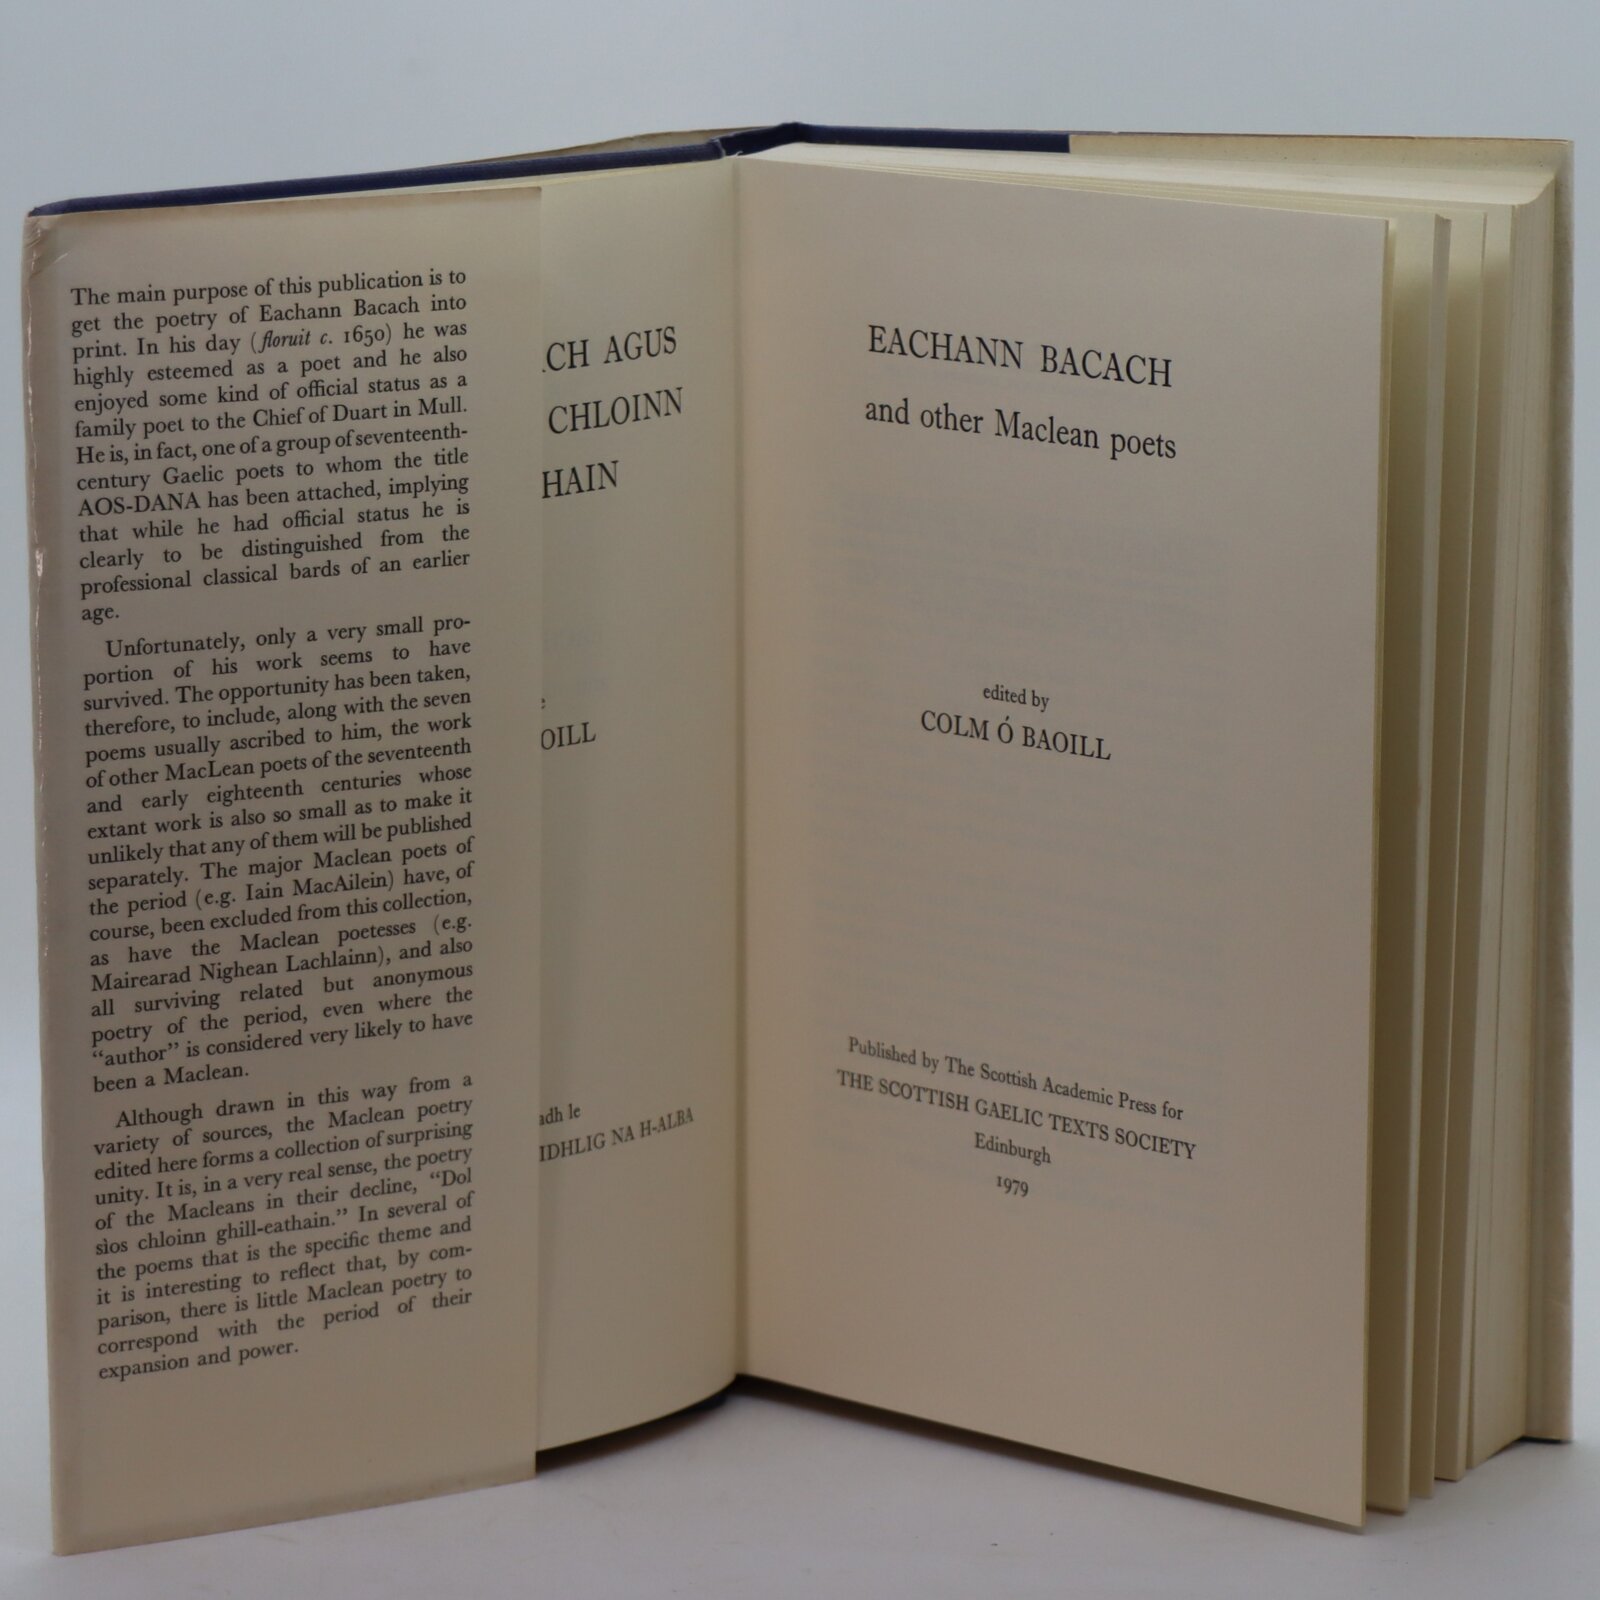 The main purpose of this publication is to
get the poetry of Eachann Bacach into
print. In his day (floruit c. 1650) he was
highly esteemed as a poet and he also
enjoyed some kind of official status as a
family poet to the Chief of Duart in Mull.
He is, in fact, one of a group of seventeenth-
century Gaelic poets to whom the title
AOS-DANA has been attached, implying
that while he had official status he is
clearly to be distinguished from the
professional classical bards of an earlier
age.
Unfortunately, only a very small pro-
portion of his work seems to have
survived. The opportunity has been taken,
therefore, to include, along with the seven
poems usually ascribed to him, the work
of other MacLean poets of the seventeenth
and early eighteenth centuries whose
extant work is also so small as to make it
unlikely that any of them will be published
separately. The major Maclean poets of
the period (e.g. Iain MacAilein) have, of
course, been excluded from this collection,
as have the Maclean poetesses (e.g.
Mairearad Nighean Lachlainn), and also
all surviving related but anonymous
poetry of the period, even where the
“author” is considered very likely to have
been a Maclean.
Although drawn in this way from a
variety of sources, the Maclean poetry
edited here forms a collection of surprising
unity. It is, in a very real sense, the poetry
of the Macleans in their decline, “Dol
sìos chloinn ghill-eathain.” In several of
the poems that is the specific theme and
it is interesting to reflect that, by com-
parison, there is little Maclean poetry to
correspond with the period of their
expansion and power.
CH AGUS
CHLOINN
HAIN
OILL
adh le
IDHLIG NA H-ALBA
EACHANN BACACH
and other Maclean poets
edited by
COLM Ó BAOILL
Published by The Scottish Academic Press for
THE SCOTTISH GAELIC TEXTS SOCIETY
Edinburgh
1979